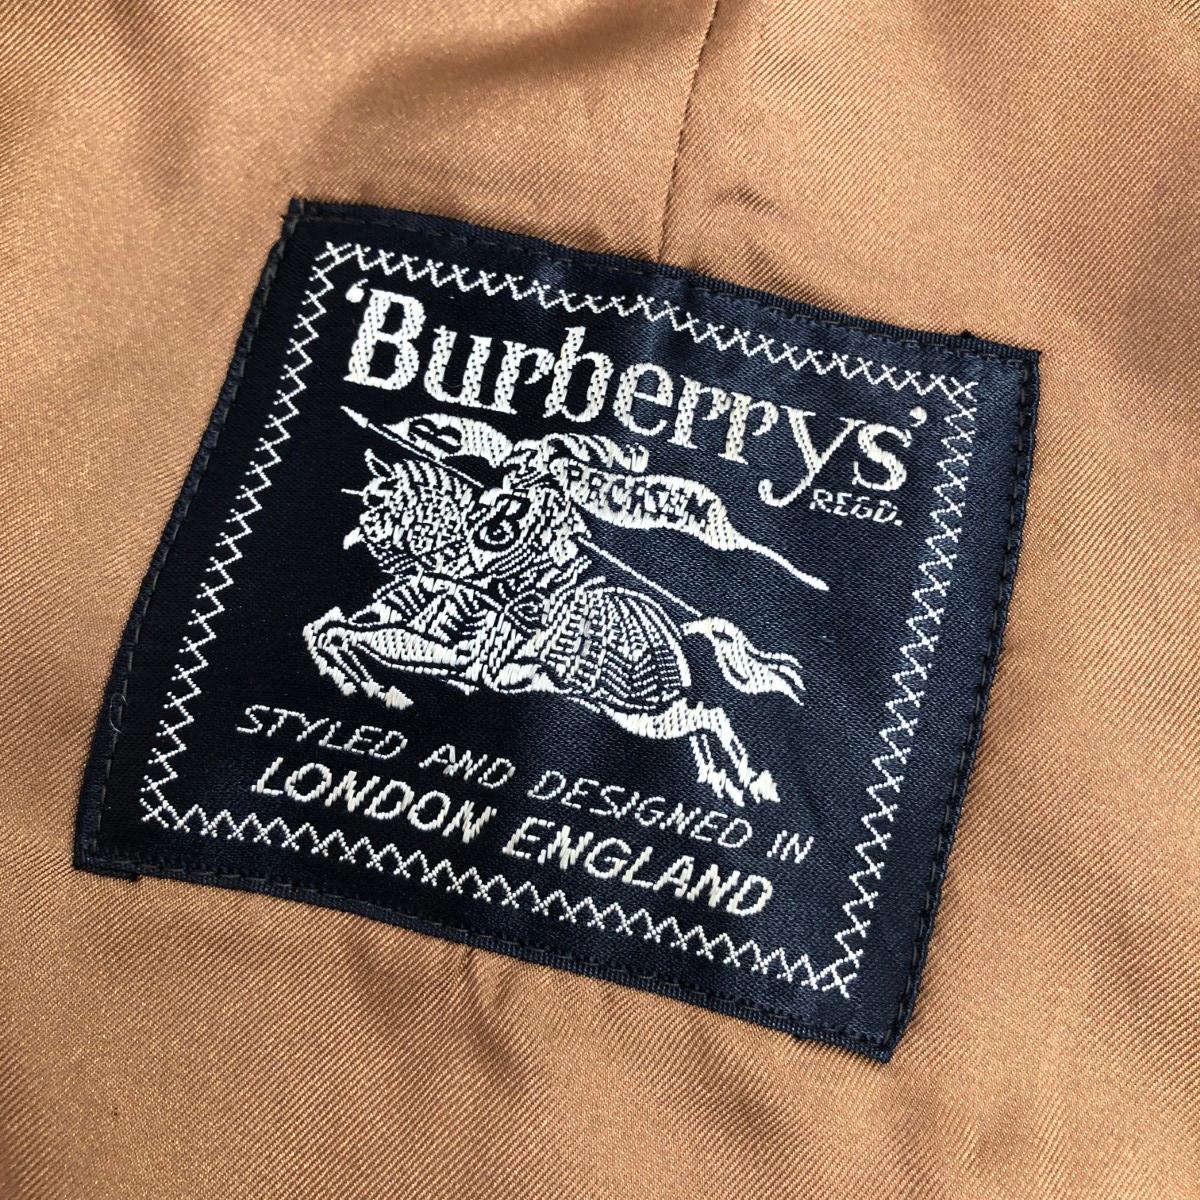 'Burberrys'
REGD.
B
B
STYLED AND DESIGNED IN
LONDON ENGLAND